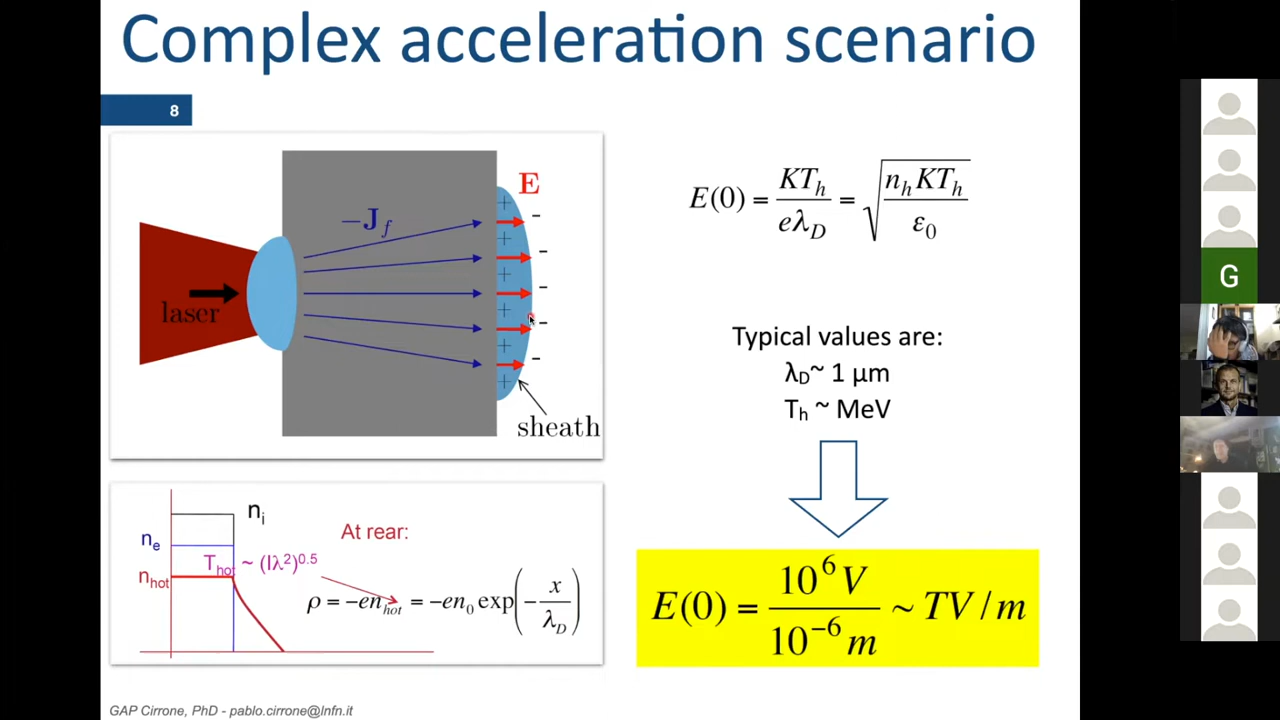 Complex acceleration scenario
8
E
−J_f
laser
sheath
+
+
+
+
+
+
-
-
-
-
-
E(0) = KT_h / eλ_D = √(n_h KT_h / ε_0)
Typical values are:
λ_D~ 1 µm
T_h ~ MeV
E(0) = 10^6 V / 10^-6 m ~ TV / m
n_i
n_e
n_hot
T_hot ~ (Iλ^2)^0.5
At rear:
ρ = −en_hot = −en_0 exp(− x / λ_D)
GAP Cirrone, PhD - pablo.cirrone@lnfn.it
G